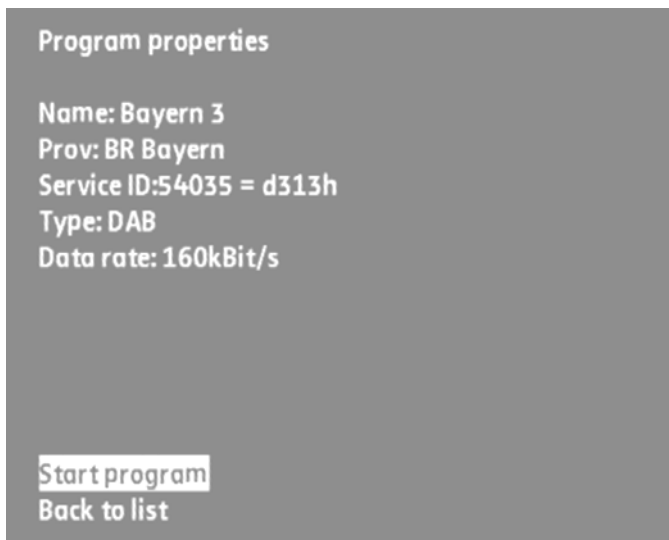 Program properties
Name: Bayern 3
Prov: BR Bayern
Service ID:54035 = d313h
Type: DAB
Data rate: 160kBit/s
Start program
Back to list